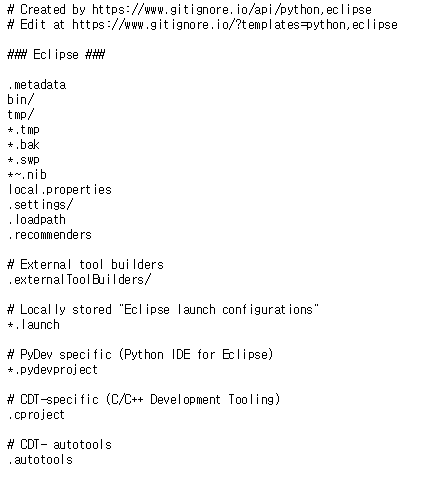 # Created by https://www.gitignore.io/api/python,eclipse
# Edit at https://www.gitignore.io/?templates=python,eclipse
### Eclipse ###
.metadata
bin/
tmp/
*.tmp
*.bak
*.swp
*~.nib
local.properties
.settings/
.loadpath
.recommenders
# External tool builders
.externalToolBuilders/
# Locally stored "Eclipse launch configurations"
*.launch
# PyDev specific (Python IDE for Eclipse)
*.pydevproject
# CDT-specific (C/C++ Development Tooling)
.cproject
# CDT- autotools
.autotools